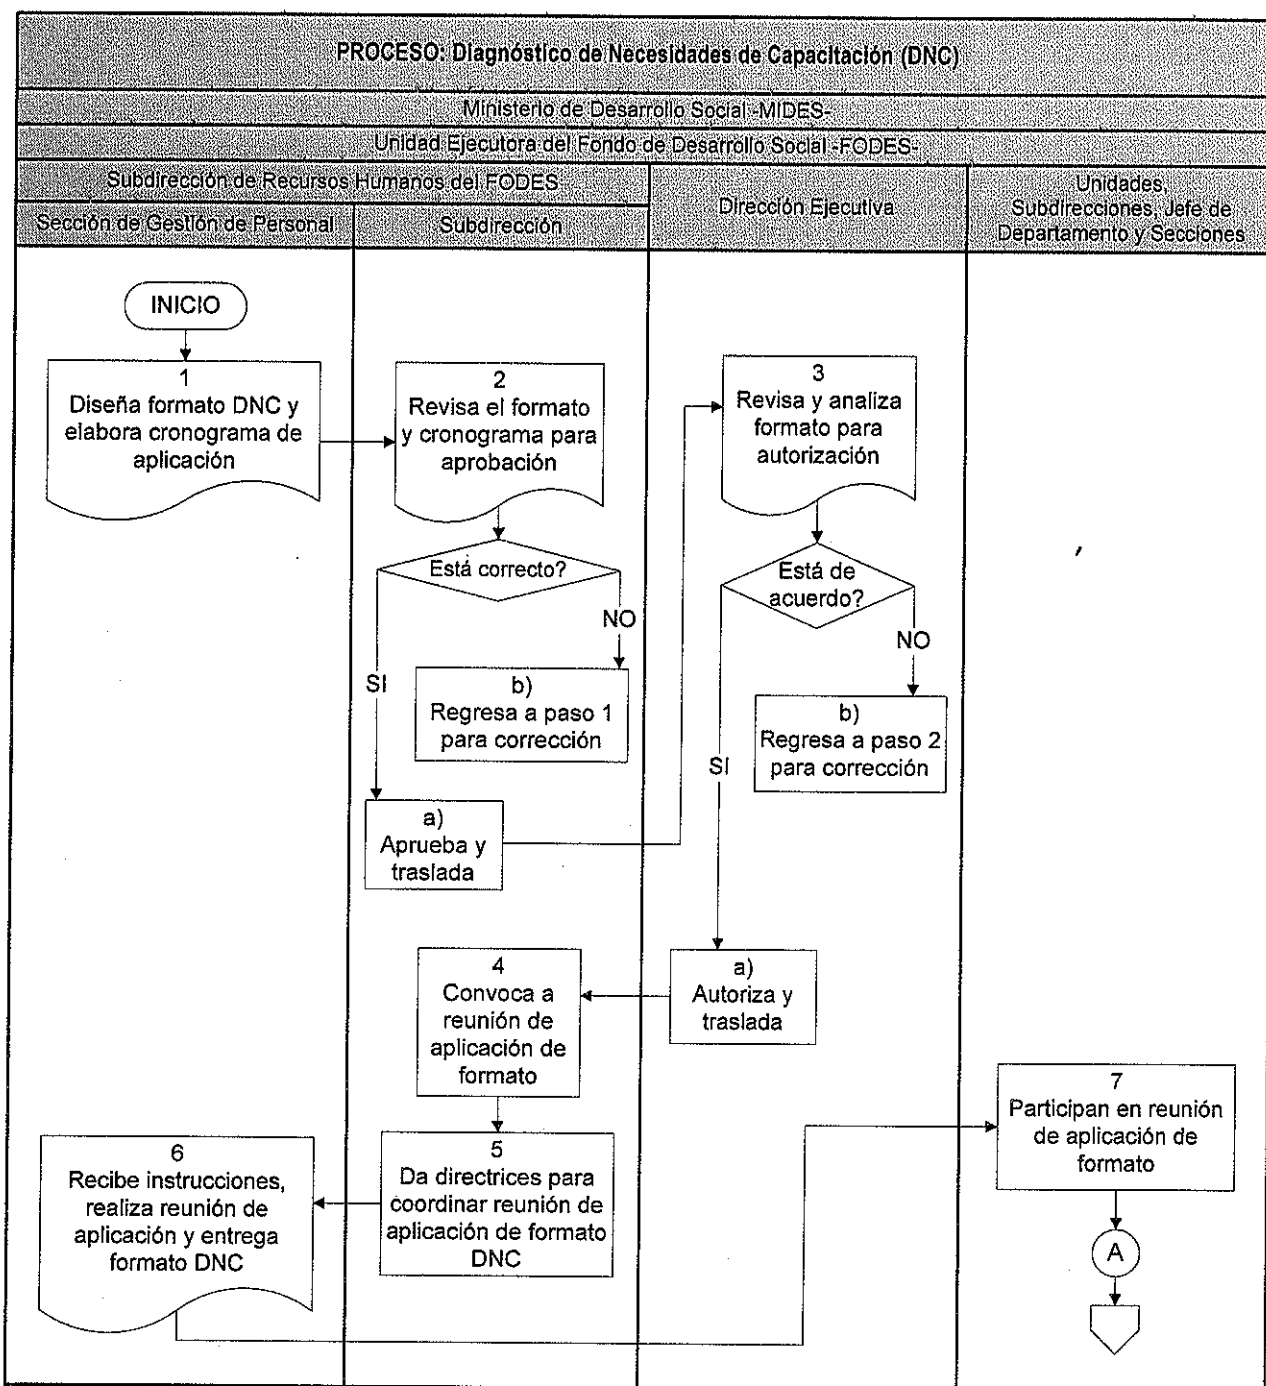 PROCESO: Diagnóstico de Necesidades de Capacitación (DNC)
Ministerio de Desarrollo Social -MIDES-
Unidad Ejecutora del Fondo de Desarrollo Social -FODES-
Subdirección de Recursos Humanos del FODES
Sección de Gestión de Personal
Subdirección
Dirección Ejecutiva
Unidades,
Subdirecciones, Jefe de
Departamento y Secciones
INICIO
1
Diseña formato DNC y
elabora cronograma de
aplicación
2
Revisa el formato
y cronograma para
aprobación
3
Revisa y analiza
formato para
autorización
Está correcto?
Está de
acuerdo?
NO
SI
b)
Regresa a paso 1
para corrección
NO
SI
b)
Regresa a paso 2
para corrección
a)
Aprueba y
traslada
a)
Autoriza y
traslada
4
Convoca a
reunión de
aplicación de
formato
5
Da directrices para
coordinar reunión de
aplicación de formato
DNC
6
Recibe instrucciones,
realiza reunión de
aplicación y entrega
formato DNC
7
Participan en reunión
de aplicación de
formato
A